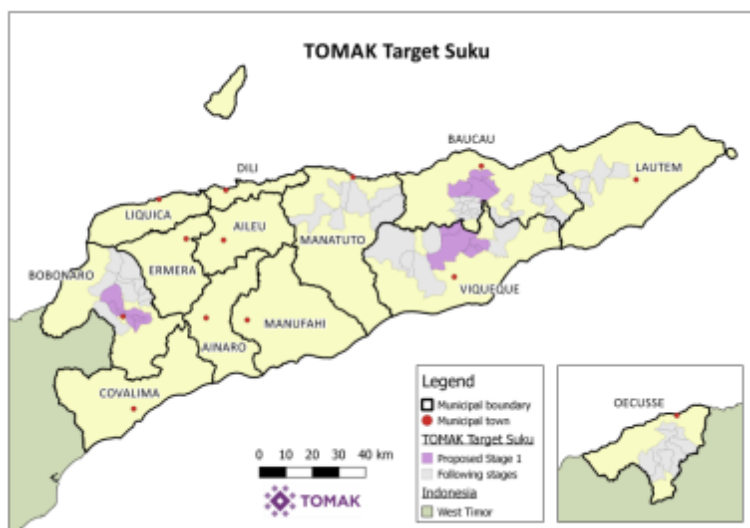 TOMAK Target Suku
BAUCAU
DILI
LAUTEM
LIQUICA
AILEU
MANATUTO
ERMERA
BOBONARO
VIQUEQUE
MANUFAHI
AINARO
COVALIMA
OECUSSE
Legend
Municipal boundary
Municipal town
TOMAK Target Suku
Proposed Stage 1
Following stages
Indonesia
West Timor
0 10 20 30 40 km
TOMAK